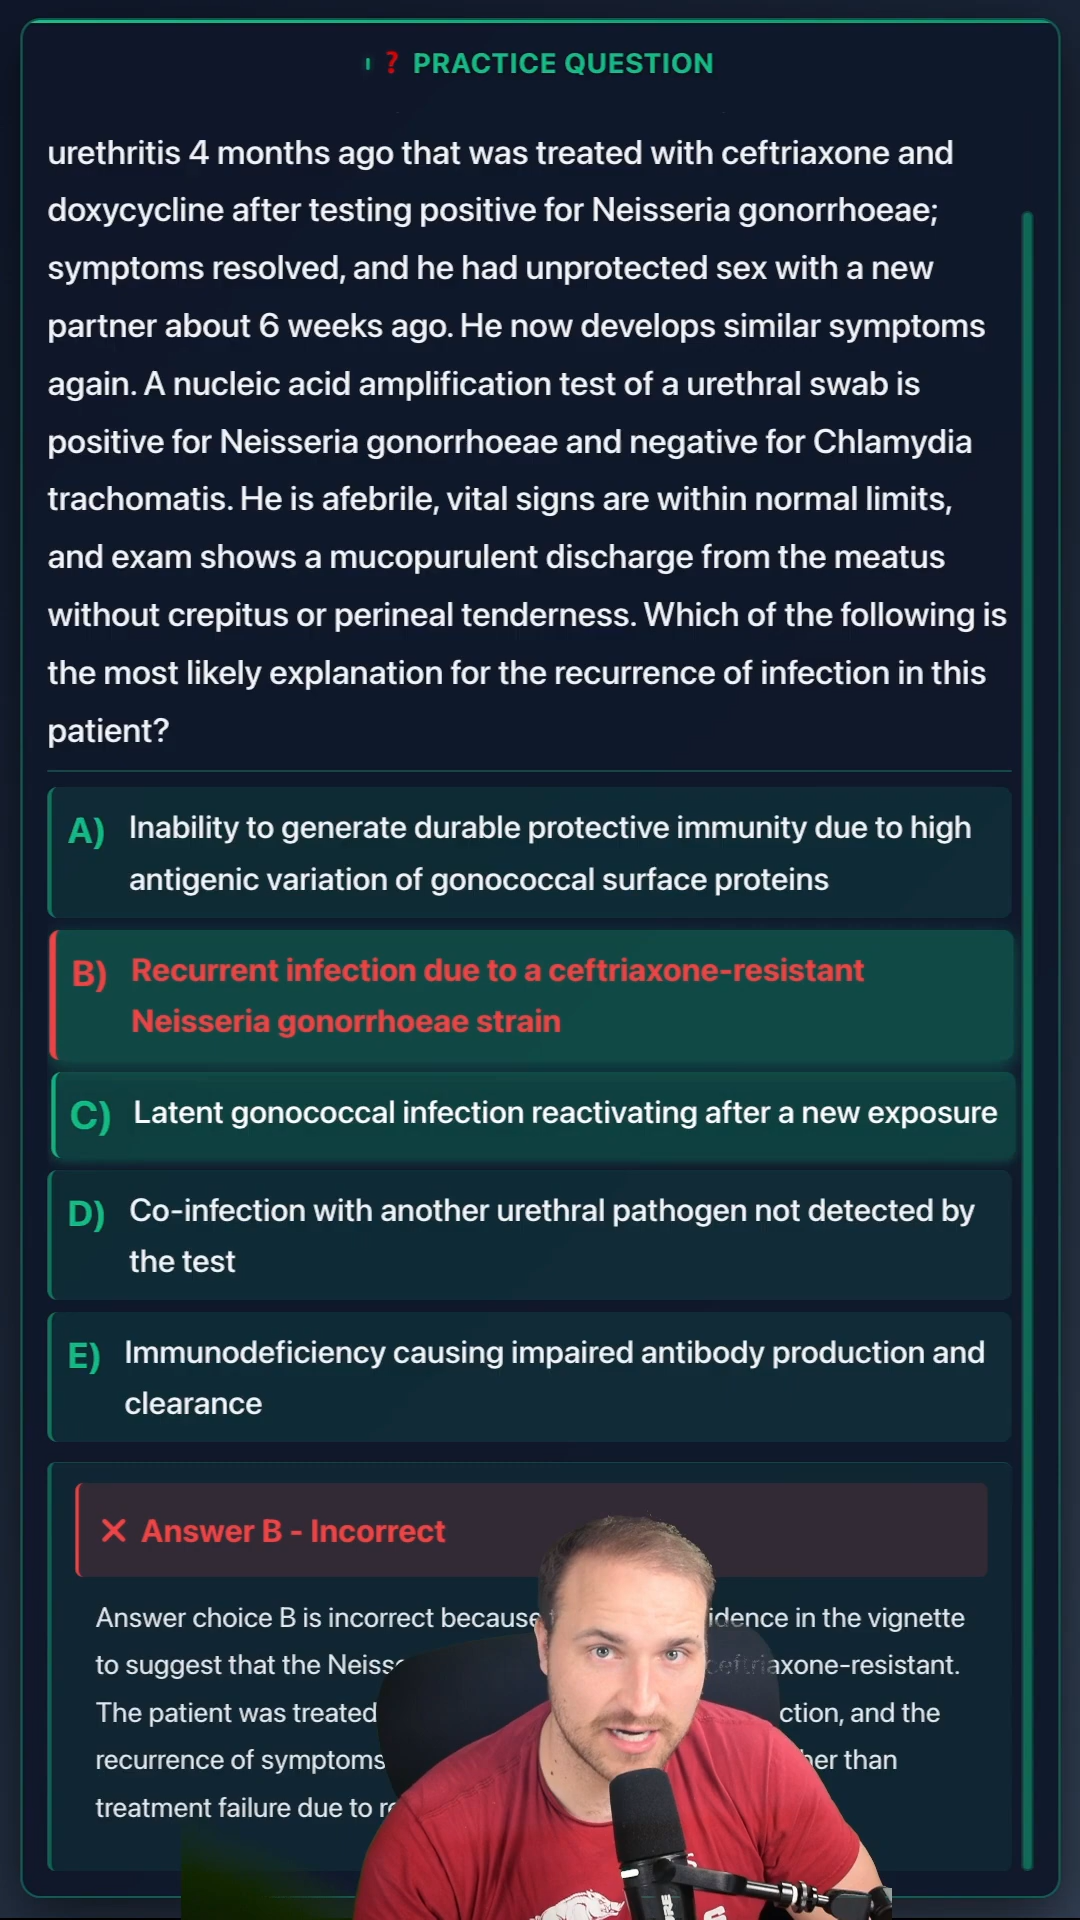 ❓ PRACTICE QUESTION
urethritis 4 months ago that was treated with ceftriaxone and
doxycycline after testing positive for Neisseria gonorrhoeae;
symptoms resolved, and he had unprotected sex with a new
partner about 6 weeks ago. He now develops similar symptoms
again. A nucleic acid amplification test of a urethral swab is
positive for Neisseria gonorrhoeae and negative for Chlamydia
trachomatis. He is afebrile, vital signs are within normal limits,
and exam shows a mucopurulent discharge from the meatus
without crepitus or perineal tenderness. Which of the following is
the most likely explanation for the recurrence of infection in this
patient?
A) Inability to generate durable protective immunity due to high
antigenic variation of gonococcal surface proteins
B) Recurrent infection due to a ceftriaxone-resistant
Neisseria gonorrhoeae strain
C) Latent gonococcal infection reactivating after a new exposure
D) Co-infection with another urethral pathogen not detected by
the test
E) Immunodeficiency causing impaired antibody production and
clearance
✕ Answer B - Incorrect
Answer choice B is incorrect because in the vignette
to suggest that the ceftriaxone-resistant.
The patient was treated and the
recurrence of symptoms than
treatment failure due to